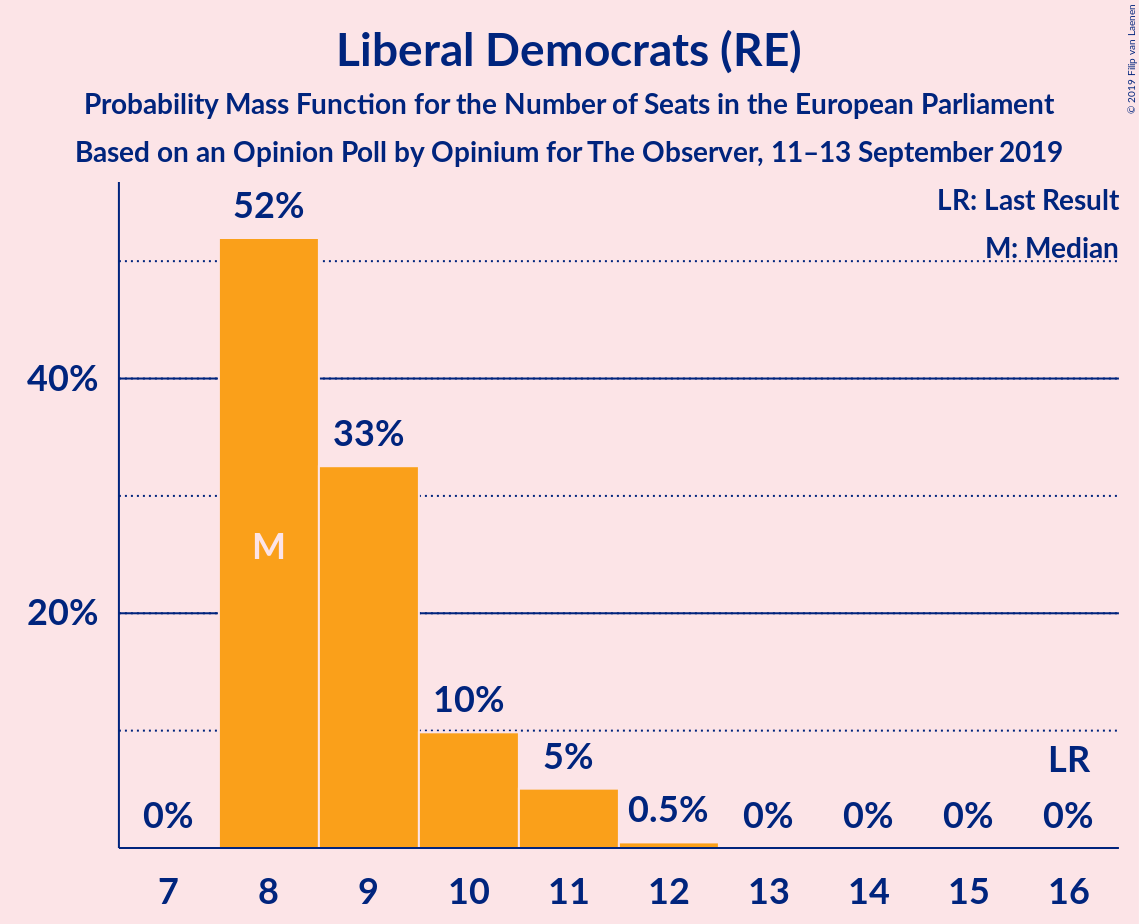 © 2019 Filip van Laenen
Liberal Democrats (RE)
Probability Mass Function for the Number of Seats in the European Parliament
Based on an Opinion Poll by Opinium for The Observer, 11–13 September 2019
LR: Last Result
M: Median
52%
40%
33%
M
20%
10%
5%
LR
0%
0.5%
0%
0%
0%
0%
7 8 9 10 11 12 13 14 15 16